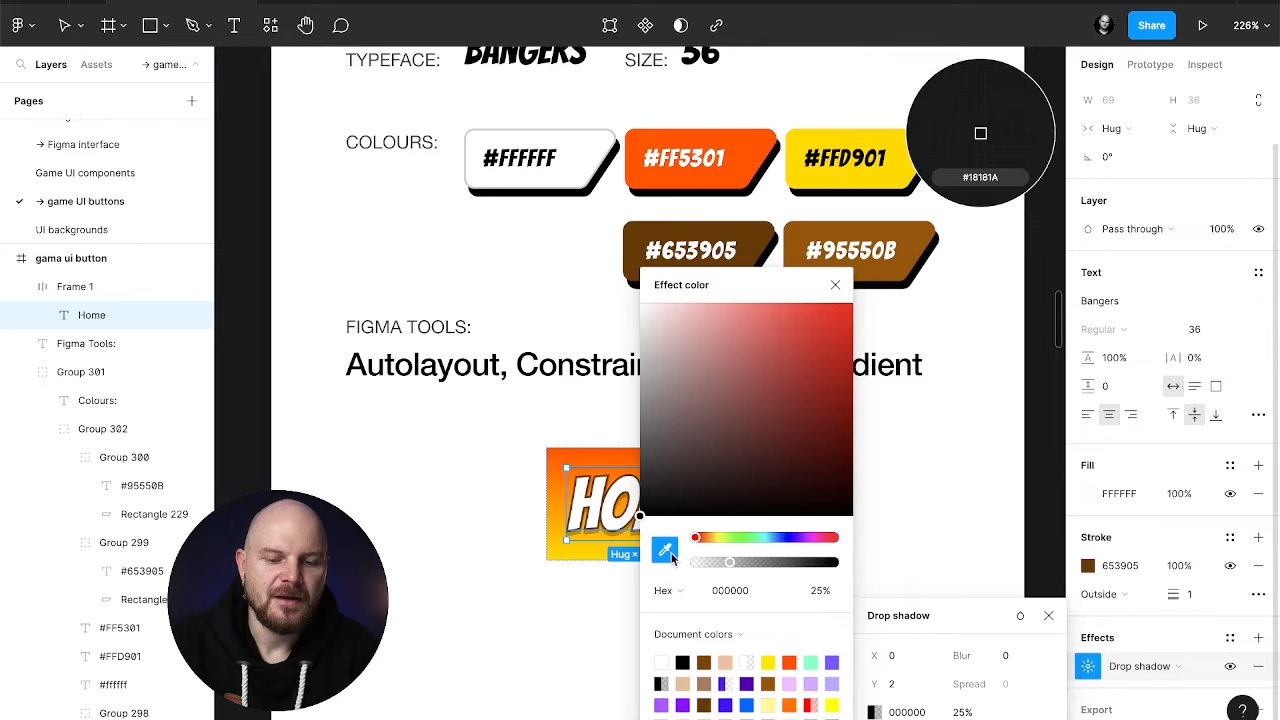 Share
226%
Layers
Assets
→ game...
Design
Prototype
Inspect
Pages
→ Figma interface
Game UI components
→ game UI buttons
UI backgrounds
gama ui button
Frame 1
Home
Figma Tools:
Group 301
Colours:
Group 302
Group 300
#95550B
Rectangle 229
Group 299
#653905
Rectangle
#FF5301
#FFD901
#ffffff
Group 298
TYPEFACE:
BANGERS
SIZE:
36
COLOURS:
#FFFFFF
#FF5301
#FFD901
#18181A
#653905
#95550B
FIGMA TOOLS:
Autolayout, Constrai
dient
HO
Hug ×
Effect color
Hex
000000
25%
Document colors
Drop shadow
X
0
Blur
0
Y
2
Spread
0
000000
25%
W
69
H
36
Hug
Hug
0°
Layer
Pass through
100%
Text
Bangers
Regular
36
100%
0%
0
Fill
FFFFFF
100%
Stroke
653905
100%
Outside
1
Effects
Drop shadow
Export
?